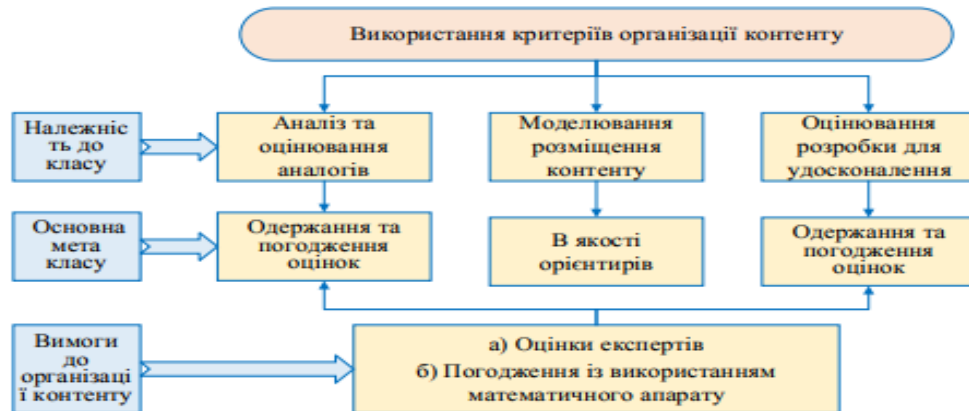 Використання критеріїв організації контенту
Належніс
ть до
класу
Аналіз та
оцінювання
аналогів
Моделювання
розміщення
контенту
Оцінювання
розробки для
удосконалення
Основна
мета
класу
Одержання та
погодження
оцінок
В якості
орієнтирів
Одержання та
погодження
оцінок
Вимоги
до
організаці
ї контенту
а) Оцінки експертів
б) Погодження із використанням
математичного апарату